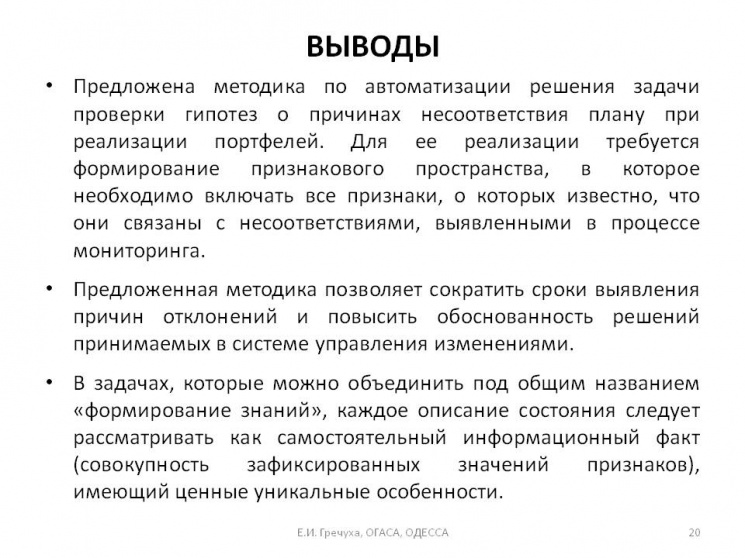 ВЫВОДЫ
• Предложена методика по автоматизации решения задачи
проверки гипотез о причинах несоответствия плану при
реализации портфелей. Для ее реализации требуется
формирование признакового пространства, в которое
необходимо включать все признаки, о которых известно, что
они связаны с несоответствиями, выявленными в процессе
мониторинга.
• Предложенная методика позволяет сократить сроки выявления
причин отклонений и повысить обоснованность решений
принимаемых в системе управления изменениями.
• В задачах, которые можно объединить под общим названием
«формирование знаний», каждое описание состояния следует
рассматривать как самостоятельный информационный факт
(совокупность зафиксированных значений признаков),
имеющий ценные уникальные особенности.
Е.И. Гречуха, ОГАСА, ОДЕССА
20